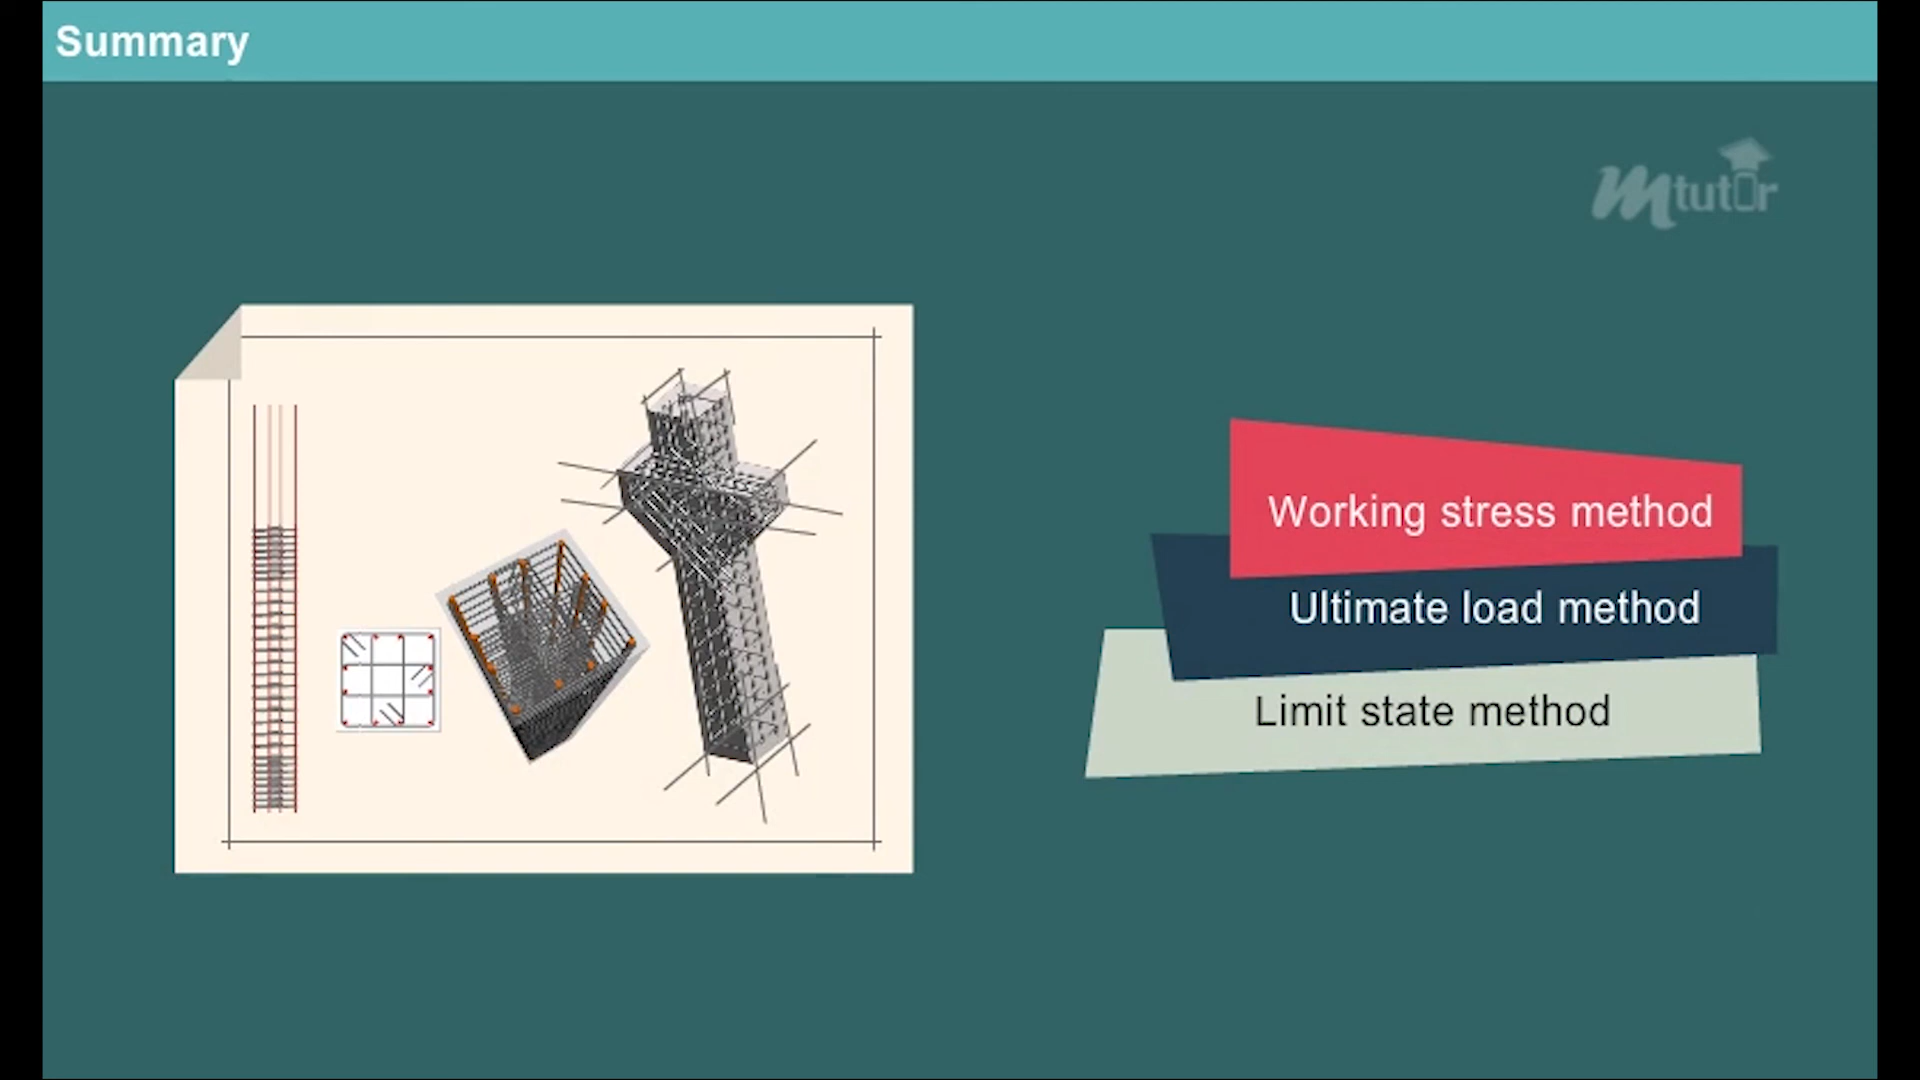 Summary
mtutor
Working stress method
Ultimate load method
Limit state method